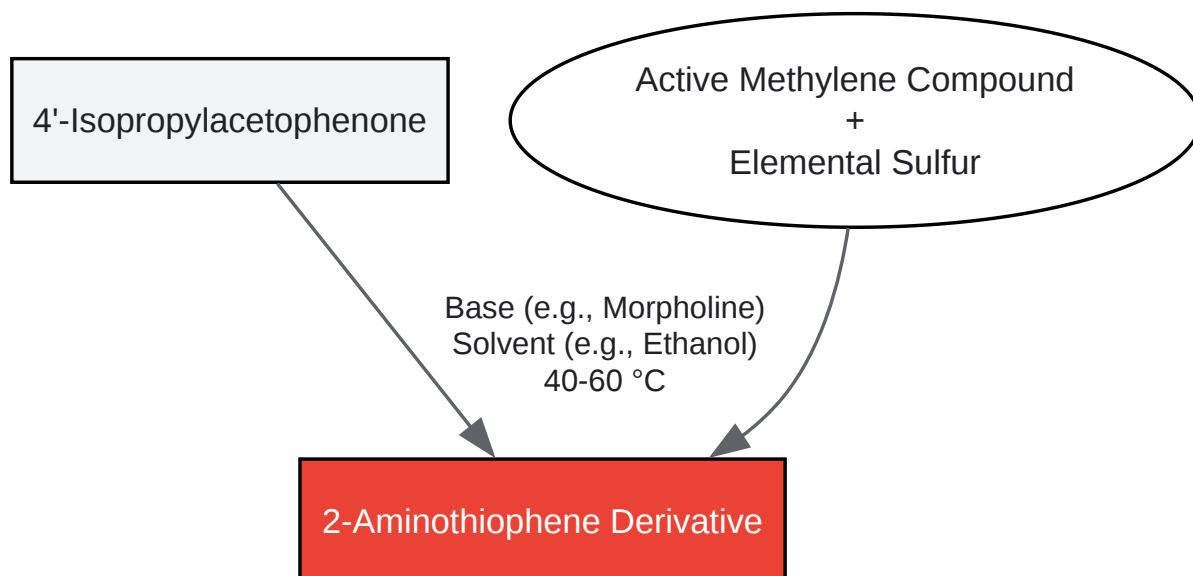 4'-Isopropylacetophenone
Active Methylene Compound
+
Elemental Sulfur
Base (e.g., Morpholine)
Solvent (e.g., Ethanol)
40-60 °C
2-Aminothiophene Derivative